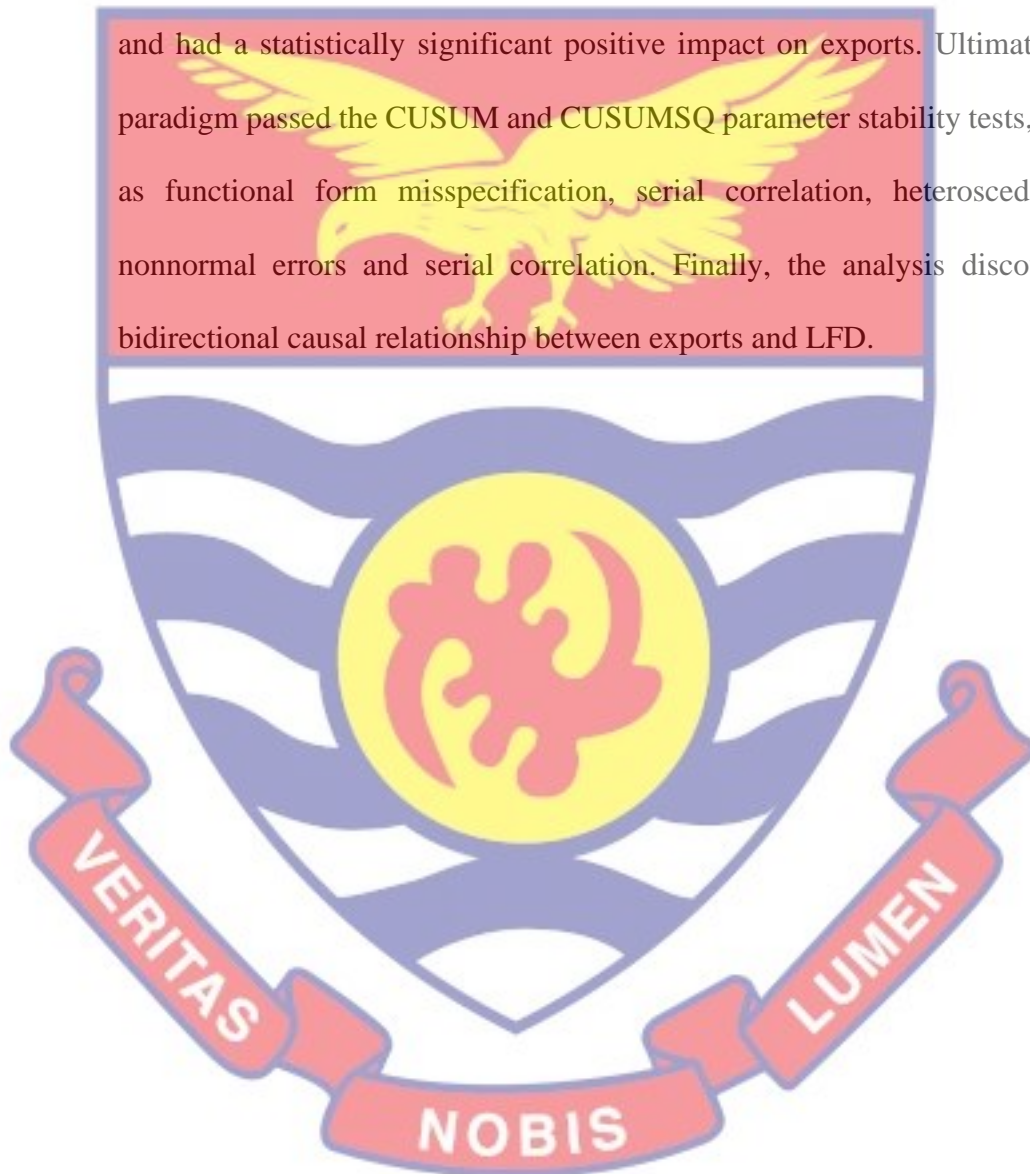 and had a statistically significant positive impact on exports. Ultimat
paradigm passed the CUSUM and CUSUMSQ parameter stability tests,
as functional form misspecification, serial correlation, heterosced
nonnormal errors and serial correlation. Finally, the analysis disco
bidirectional causal relationship between exports and LFD.
VERITAS
NOBIS
LUMEN